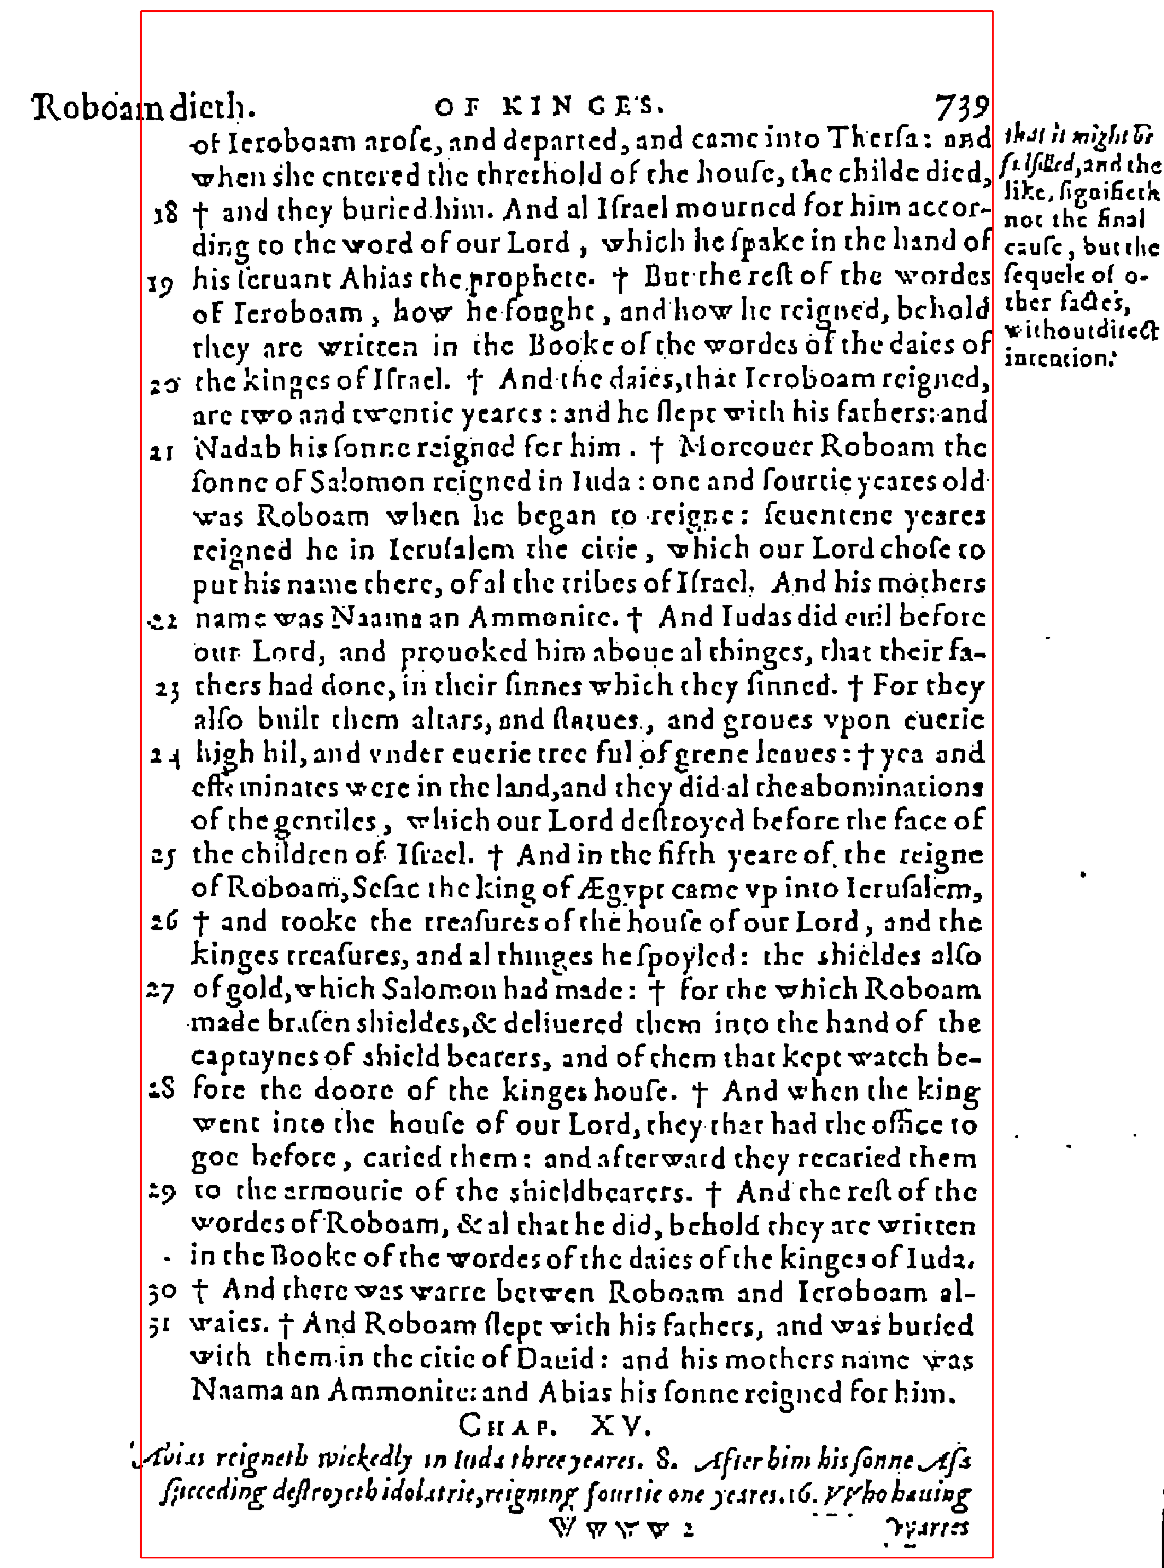 Roboam dieth. OF KINGES. 739
of Ieroboam aroſe, and departed, and came into Therſa: and
when ſhe entered the threshold of the houſe, the childe died,
18 † and they buried him. And al Iſrael mourned for him accor-
ding to the word of our Lord, which he ſpake in the hand of
19 his ſeruant Ahias the prophete. † But the reſt of the wordes
of Ieroboam, how he fought, and how he reigned, behold
they are written in the Booke of the wordes of the daies of
20 the kinges of Iſrael. † And the daies, that Ieroboam reigned,
are two and twentie yeares: and he ſlept with his fathers: and
21 Nadab his ſonne reigned for him. † Moreouer Roboam the
ſonne of Salomon reigned in Iuda: one and fourtie yeares old
was Roboam when he began to reigne: ſeuentene yeares
reigned he in Ieruſalem the citie, which our Lord choſe to
put his name there, of al the tribes of Iſrael. And his mothers
22 name was Naama an Ammonite. † And Iudas did euil before
our Lord, and prouoked him aboue al thinges, that their fa-
23 thers had done, in their ſinnes which they ſinned. † For they
alſo built them altars, and ſtatues, and groues vpon euerie
24 high hil, and vnder euerie tree ful of grene leaues: † yea and
effeminates were in the land, and they did al the abominations
of the gentiles, which our Lord deſtroyed before the face of
25 the children of Iſrael. † And in the fifth yeare of the reigne
of Roboam, Seſac the king of Ægypt came vp into Ieruſalem,
26 † and tooke the treaſures of the houſe of our Lord, and the
kinges treaſures, and al thinges he ſpoyled: the shieldes alſo
27 of gold, which Salomon had made: † for the which Roboam
made braſen shieldes, & deliuered them into the hand of the
captaynes of shield bearers, and of them that kept watch be-
28 fore the doore of the kinges houſe. † And when the king
went into the houſe of our Lord, they that had the office to
goe before, caried them: and afterward they recaried them
29 to the armourie of the shieldbearers. † And the reſt of the
wordes of Roboam, & al that he did, behold they are written
in the Booke of the wordes of the daies of the kinges of Iuda.
30 † And there was warre betwen Roboam and Ieroboam al-
31 waies. † And Roboam ſlept with his fathers, and was buried
with them in the citie of Dauid: and his mothers name was
Naama an Ammonite: and Abias his ſonne reigned for him.
CHAP. XV.
Abias reigneth wickedly in Iuda three yeares. 8. After him his ſonne Aſa
ſucceding deſtroyeth idolatrie, reigning fourtie one yeares. 16. VVho hauing
Wwww 2 warres
that it might be
fulfilled, and the
like, ſignifieth
not the final
cauſe, but the
ſequele of o-
ther factes,
without direct
intention.